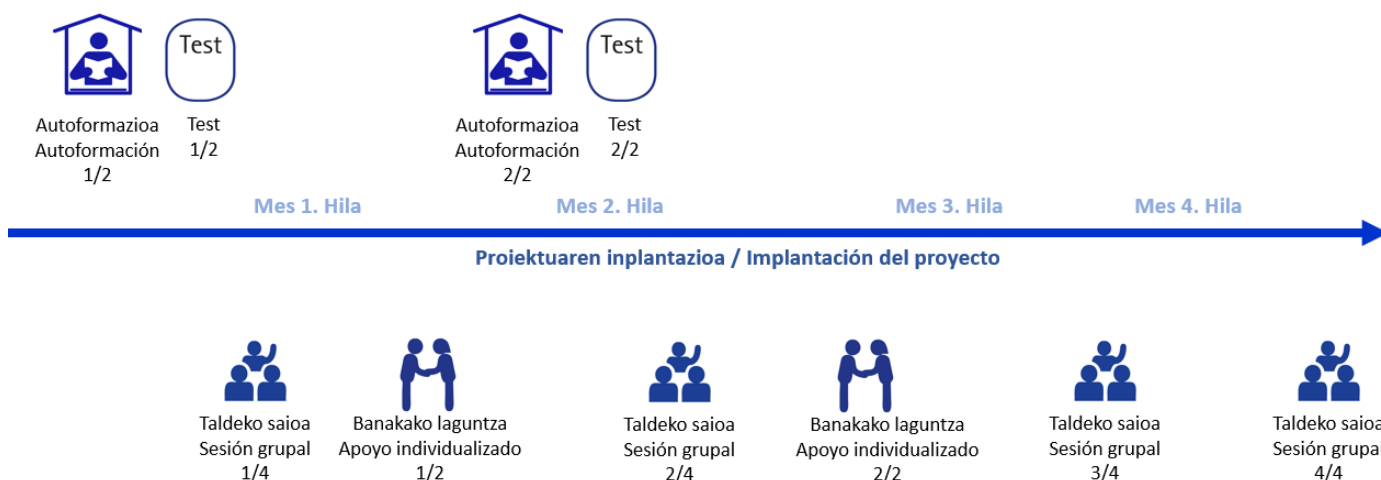 Test
Test
Autoformazioa
Autoformación
1/2
Test
1/2
Autoformazioa
Autoformación
2/2
Test
2/2
Mes 1. Hila
Mes 2. Hila
Mes 3. Hila
Mes 4. Hila
Proiektuaren inplantazioa / Implantación del proyecto
Taldeko saioa
Sesión grupal
1/4
Banakako laguntza
Apoyo individualizado
1/2
Taldeko saioa
Sesión grupal
2/4
Banakako laguntza
Apoyo individualizado
2/2
Taldeko saioa
Sesión grupal
3/4
Taldeko saioa
Sesión grupal
4/4